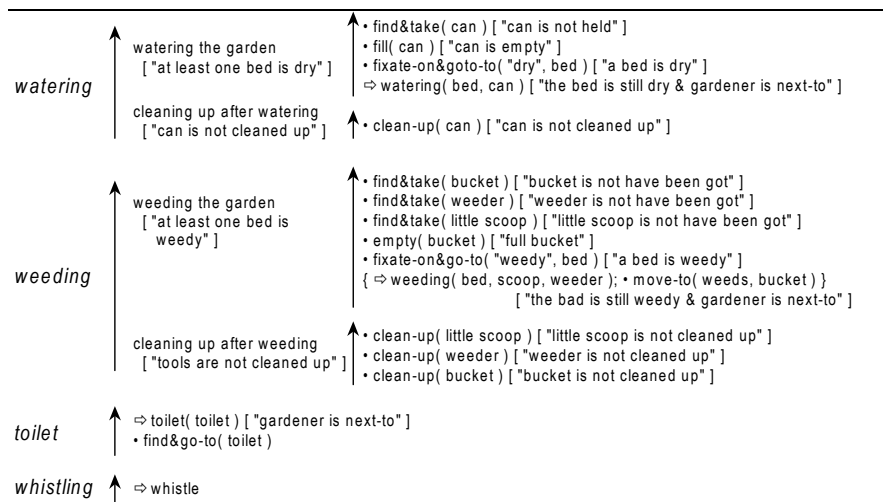 watering
watering the garden
[ "at least one bed is dry" ]
• find&take( can ) [ "can is not held" ]
• fill( can ) [ "can is empty" ]
• fixate-on&goto-to( "dry", bed ) [ "a bed is dry" ]
⇨ watering( bed, can ) [ "the bed is still dry & gardener is next-to" ]
cleaning up after watering
[ "can is not cleaned up" ]
• clean-up( can ) [ "can is not cleaned up" ]
weeding
weeding the garden
[ "at least one bed is
weedy" ]
• find&take( bucket ) [ "bucket is not have been got" ]
• find&take( weeder ) [ "weeder is not have been got" ]
• find&take( little scoop ) [ "little scoop is not have been got" ]
• empty( bucket ) [ "full bucket" ]
• fixate-on&go-to( "weedy", bed ) [ "a bed is weedy" ]
{ ⇨ weeding( bed, scoop, weeder ); • move-to( weeds, bucket ) }
[ "the bad is still weedy & gardener is next-to" ]
cleaning up after weeding
[ "tools are not cleaned up" ]
• clean-up( little scoop ) [ "little scoop is not cleaned up" ]
• clean-up( weeder ) [ "weeder is not cleaned up" ]
• clean-up( bucket ) [ "bucket is not cleaned up" ]
toilet
⇨ toilet( toilet ) [ "gardener is next-to" ]
• find&go-to( toilet )
whistling
⇨ whistle